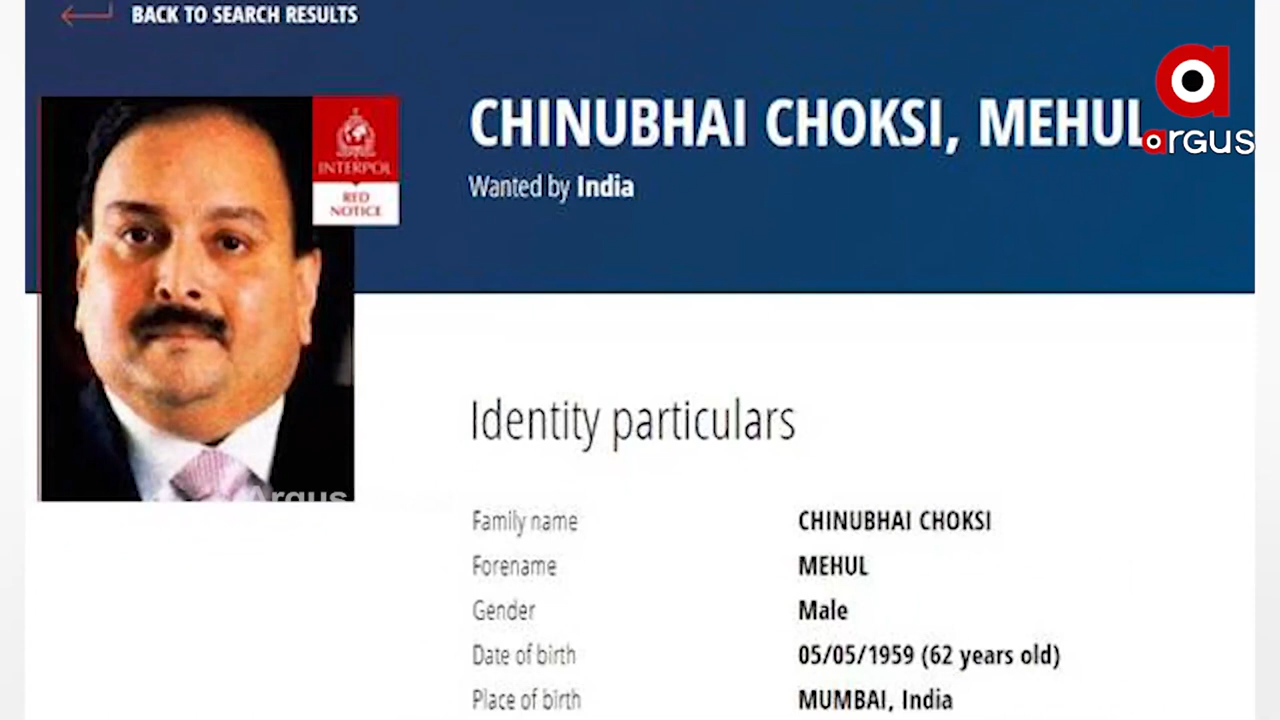 BACK TO SEARCH RESULTS
argus
INTERPOL
RED
NOTICE
CHINUBHAI CHOKSI, MEHUL
Wanted by India
Identity particulars
Argus
Family name CHINUBHAI CHOKSI
Forename MEHUL
Gender Male
Date of birth 05/05/1959 (62 years old)
Place of birth MUMBAI, India